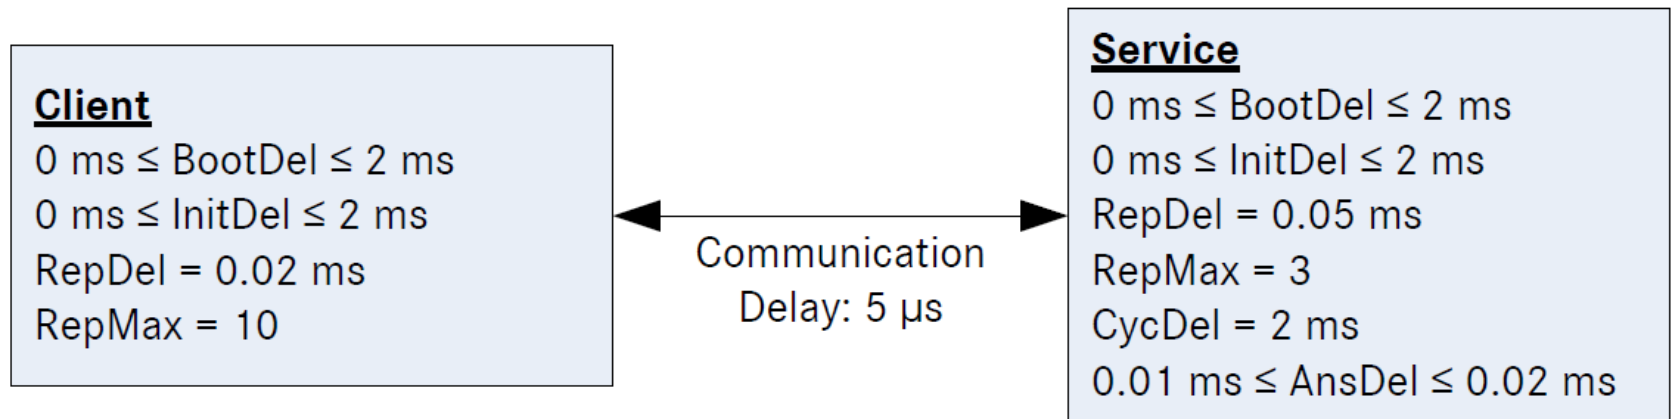 Client
0 ms ≤ BootDel ≤ 2 ms
0 ms ≤ InitDel ≤ 2 ms
RepDel = 0.02 ms
RepMax = 10
Communication
Delay: 5 µs
Service
0 ms ≤ BootDel ≤ 2 ms
0 ms ≤ InitDel ≤ 2 ms
RepDel = 0.05 ms
RepMax = 3
CycDel = 2 ms
0.01 ms ≤ AnsDel ≤ 0.02 ms